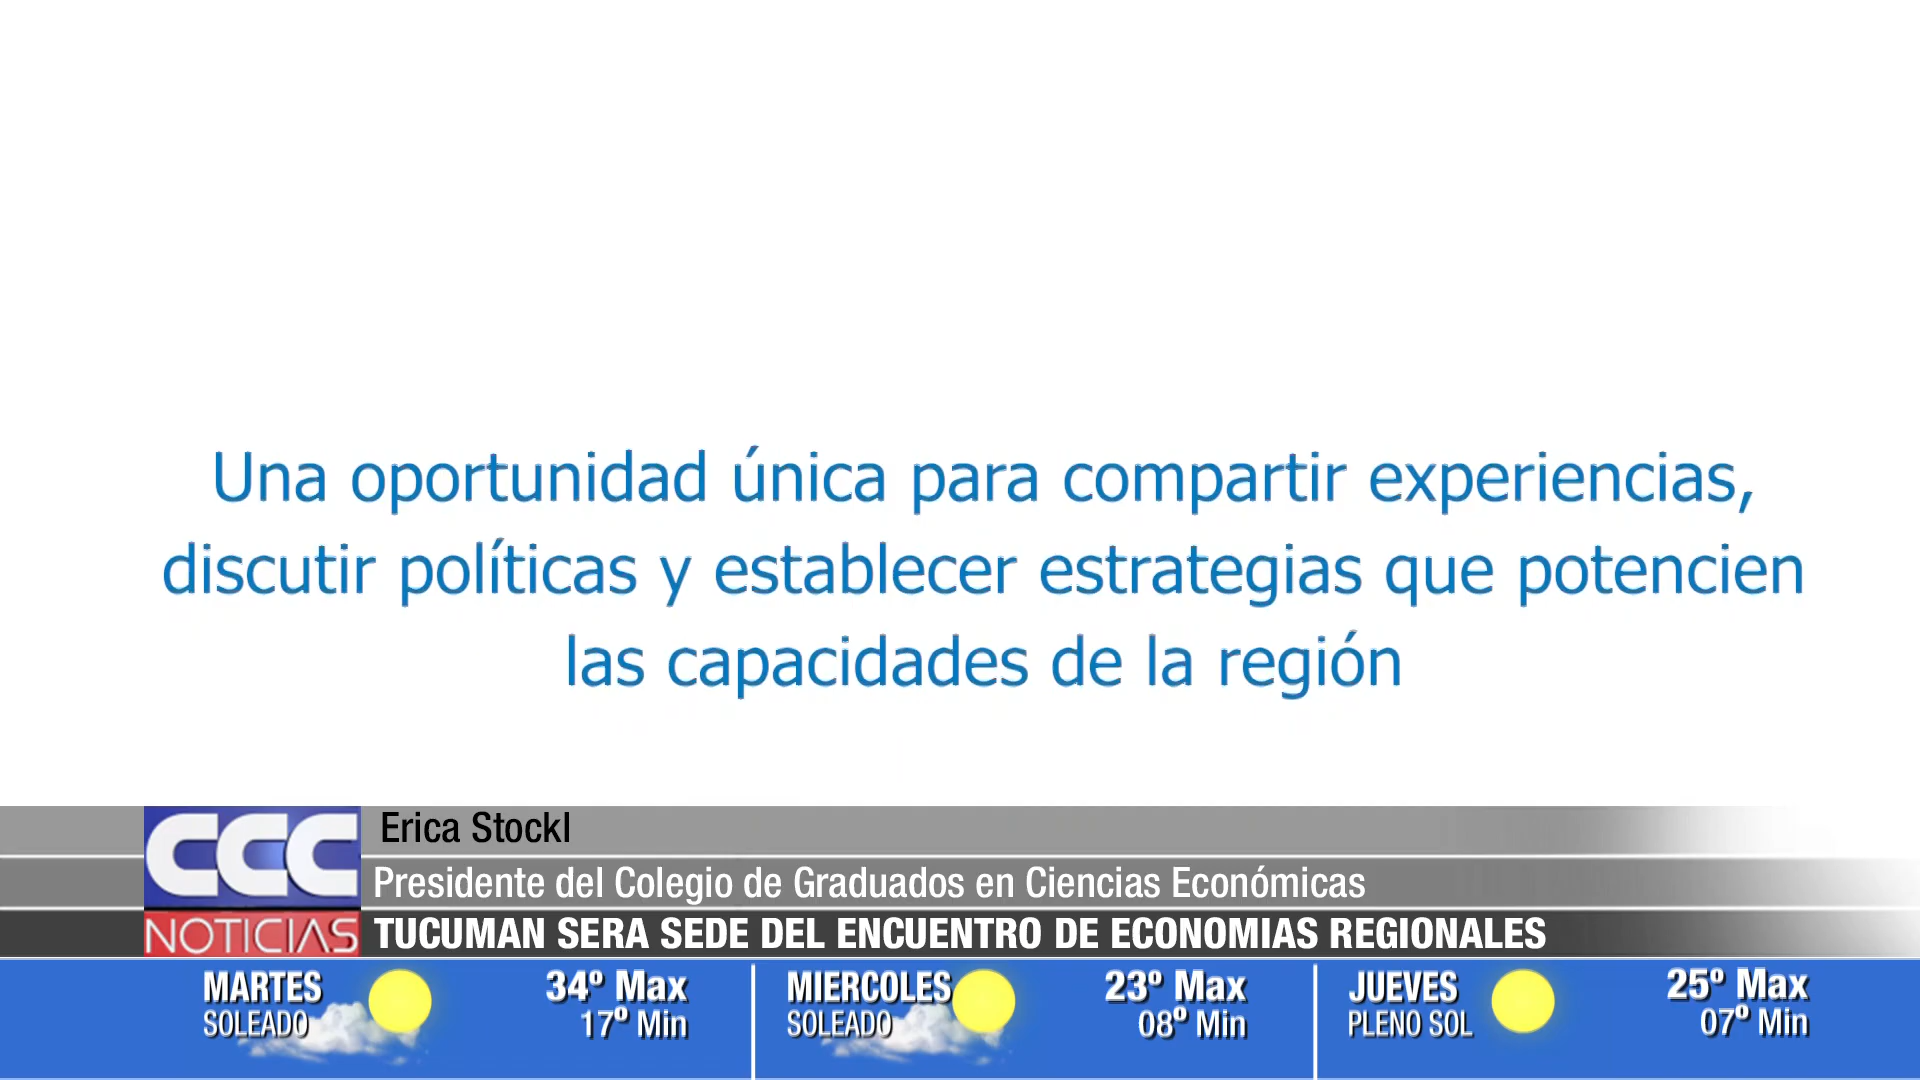 Una oportunidad única para compartir experiencias,
discutir políticas y establecer estrategias que potencien
las capacidades de la región
CCC
NOTICIAS
Erica Stockl
Presidente del Colegio de Graduados en Ciencias Económicas
TUCUMAN SERA SEDE DEL ENCUENTRO DE ECONOMIAS REGIONALES
MARTES
SOLEADO
34º Max
17º Min
MIERCOLES
SOLEADO
23º Max
08º Min
JUEVES
PLENO SOL
25º Max
07º Min